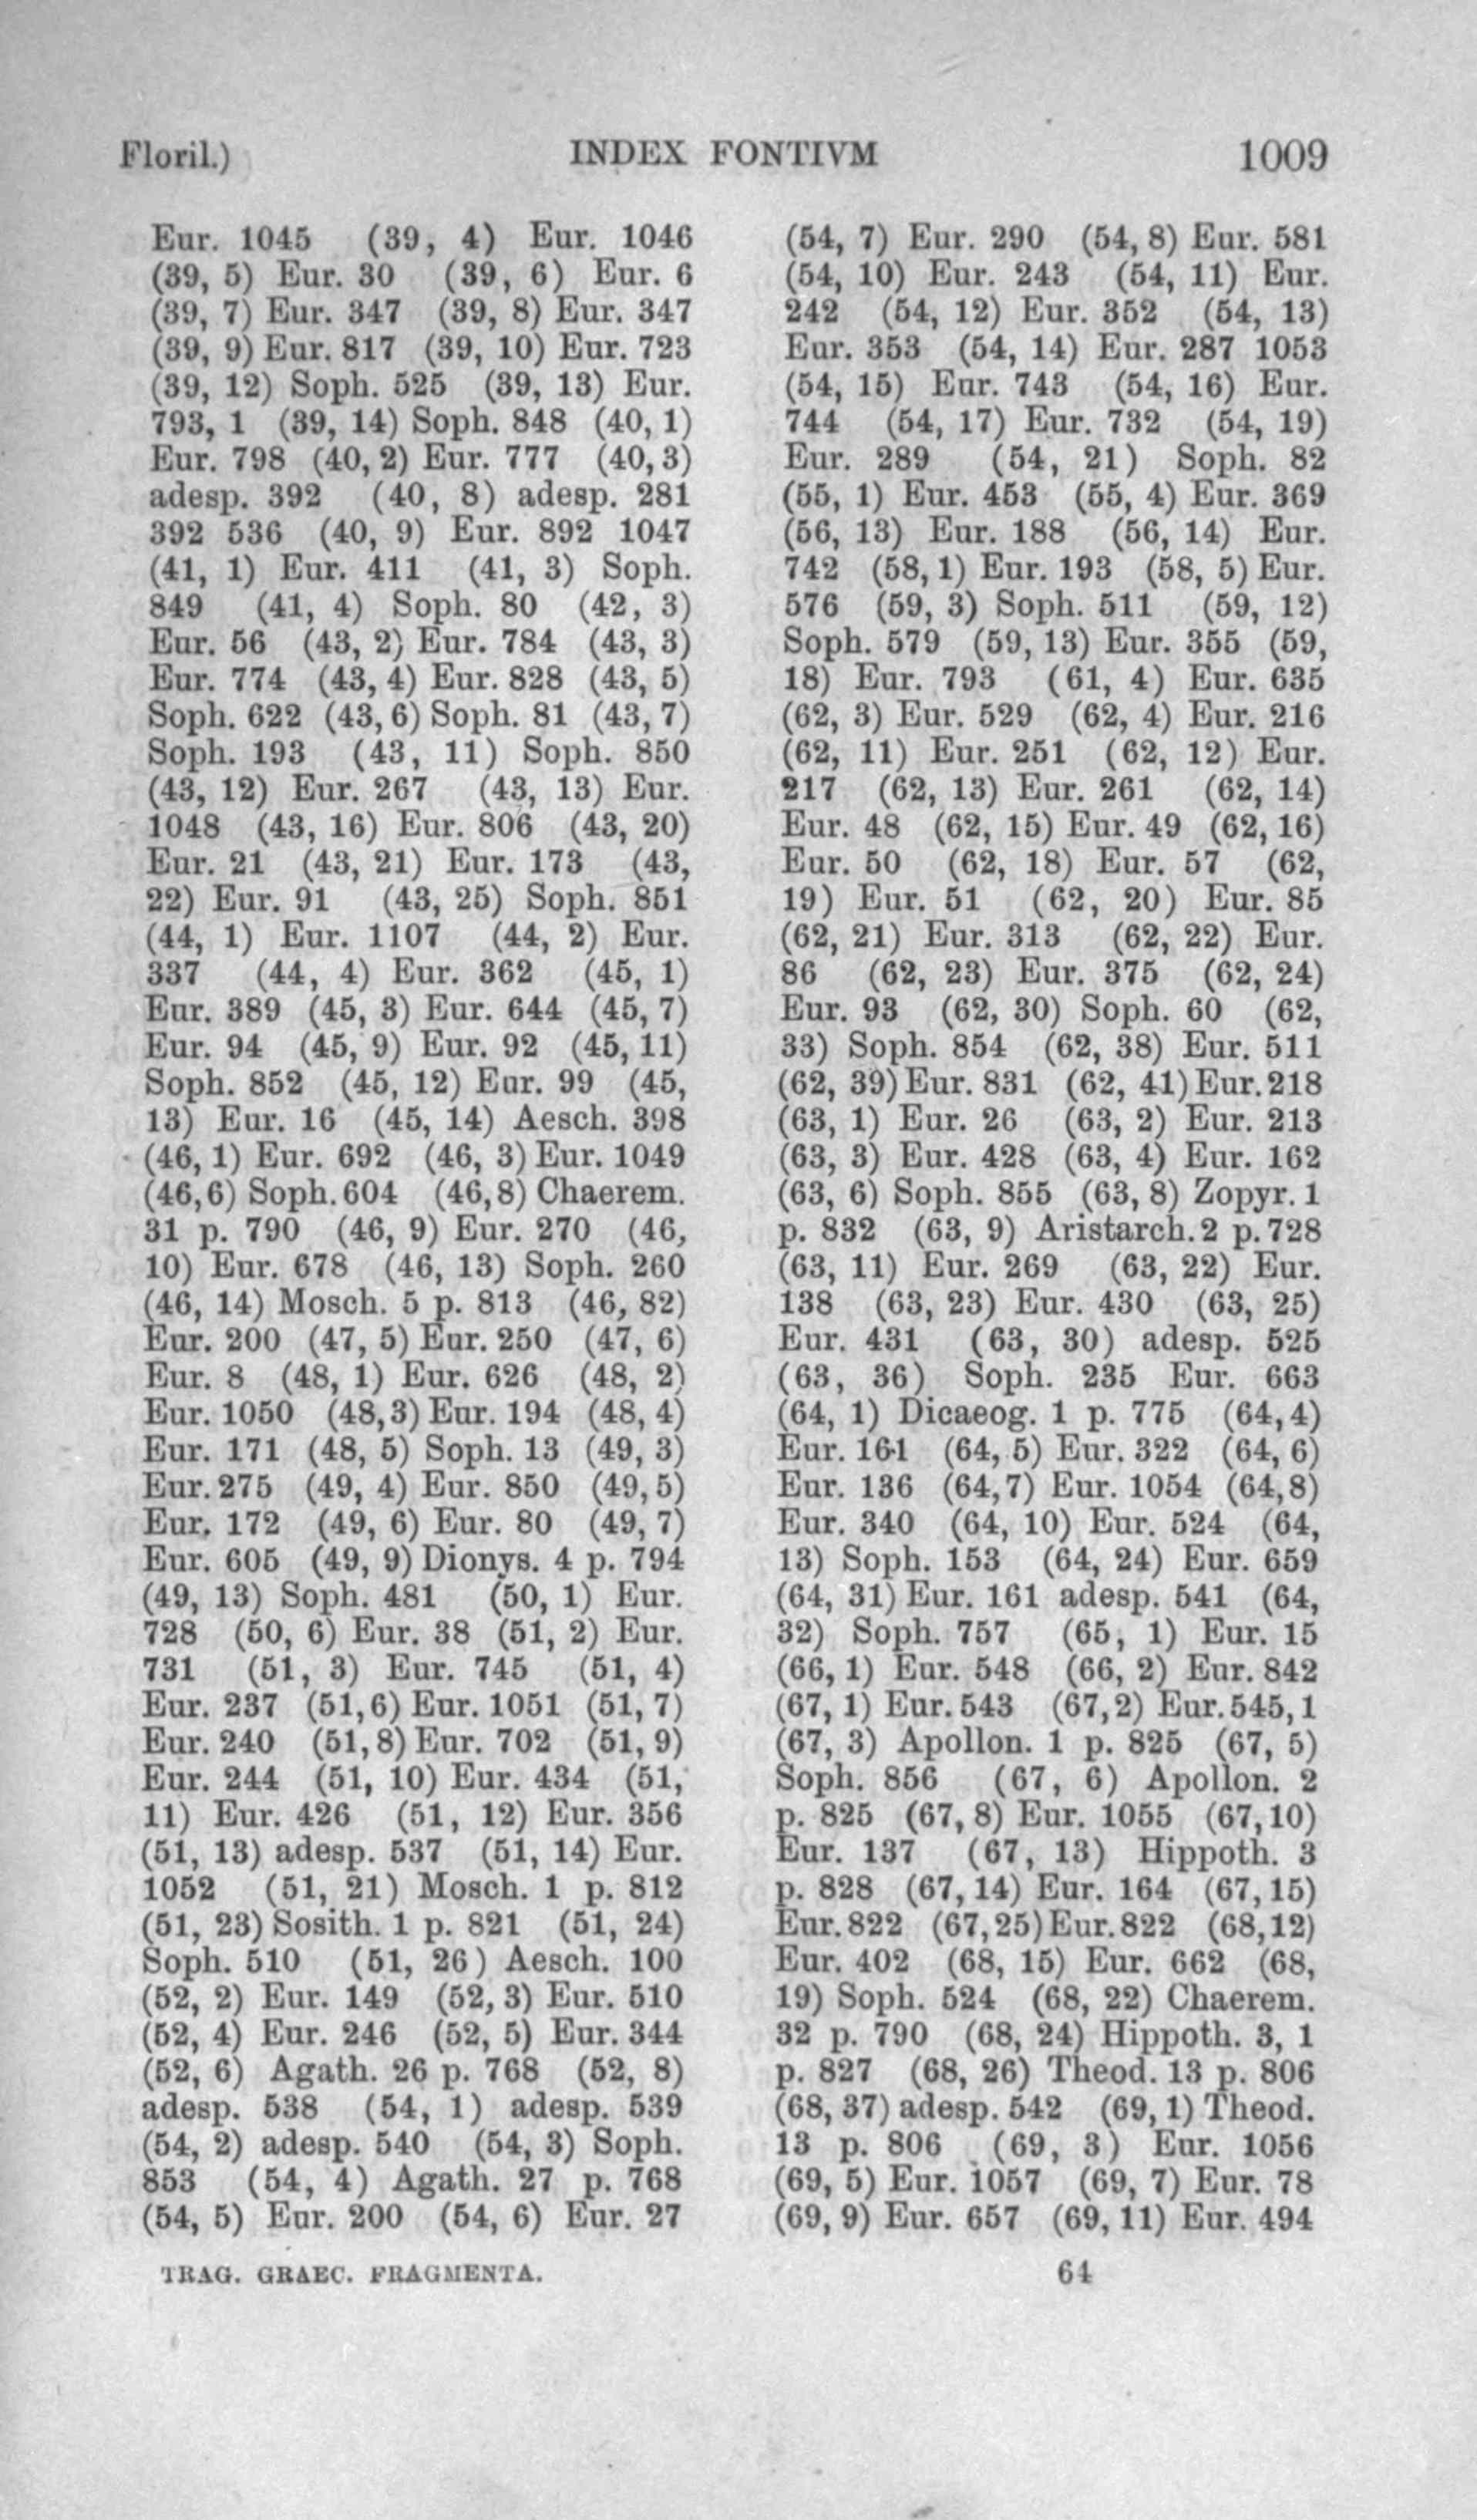 Floril.) INDEX FONTIVM 1009
Eur. 1045 (39, 4) Eur. 1046
(39, 5) Eur. 30 (39, 6) Eur. 6
(39, 7) Eur. 347 (39, 8) Eur. 347
(39, 9) Eur. 817 (39, 10) Eur. 723
(39, 12) Soph. 525 (39, 13) Eur.
793, 1 (39, 14) Soph. 848 (40, 1)
Eur. 798 (40, 2) Eur. 777 (40, 3)
adesp. 392 (40, 8) adesp. 281
392 536 (40, 9) Eur. 892 1047
(41, 1) Eur. 411 (41, 3) Soph.
849 (41, 4) Soph. 80 (42, 3)
Eur. 56 (43, 2) Eur. 784 (43, 3)
Eur. 774 (43, 4) Eur. 828 (43, 5)
Soph. 622 (43, 6) Soph. 81 (43, 7)
Soph. 193 (43, 11) Soph. 850
(43, 12) Eur. 267 (43, 13) Eur.
1048 (43, 16) Eur. 806 (43, 20)
Eur. 21 (43, 21) Eur. 173 (43,
22) Eur. 91 (43, 25) Soph. 851
(44, 1) Eur. 1107 (44, 2) Eur.
337 (44, 4) Eur. 362 (45, 1)
Eur. 389 (45, 3) Eur. 644 (45, 7)
Eur. 94 (45, 9) Eur. 92 (45, 11)
Soph. 852 (45, 12) Eur. 99 (45,
13) Eur. 16 (45, 14) Aesch. 398
(46, 1) Eur. 692 (46, 3) Eur. 1049
(46, 6) Soph. 604 (46, 8) Chaerem.
31 p. 790 (46, 9) Eur. 270 (46,
10) Eur. 678 (46, 13) Soph. 260
(46, 14) Mosch. 5 p. 813 (46, 82)
Eur. 200 (47, 5) Eur. 250 (47, 6)
Eur. 8 (48, 1) Eur. 626 (48, 2)
Eur. 1050 (48, 3) Eur. 194 (48, 4)
Eur. 171 (48, 5) Soph. 13 (49, 3)
Eur. 275 (49, 4) Eur. 850 (49, 5)
Eur. 172 (49, 6) Eur. 80 (49, 7)
Eur. 605 (49, 9) Dionys. 4 p. 794
(49, 13) Soph. 481 (50, 1) Eur.
728 (50, 6) Eur. 38 (51, 2) Eur.
731 (51, 3) Eur. 745 (51, 4)
Eur. 237 (51, 6) Eur. 1051 (51, 7)
Eur. 240 (51, 8) Eur. 702 (51, 9)
Eur. 244 (51, 10) Eur. 434 (51,
11) Eur. 426 (51, 12) Eur. 356
(51, 13) adesp. 537 (51, 14) Eur.
1052 (51, 21) Mosch. 1 p. 812
(51, 23) Sosith. 1 p. 821 (51, 24)
Soph. 510 (51, 26) Aesch. 100
(52, 2) Eur. 149 (52, 3) Eur. 510
(52, 4) Eur. 246 (52, 5) Eur. 344
(52, 6) Agath. 26 p. 768 (52, 8)
adesp. 538 (54, 1) adesp. 539
(54, 2) adesp. 540 (54, 3) Soph.
853 (54, 4) Agath. 27 p. 768
(54, 5) Eur. 200 (54, 6) Eur. 27
(54, 7) Eur. 290 (54, 8) Eur. 581
(54, 10) Eur. 243 (54, 11) Eur.
242 (54, 12) Eur. 352 (54, 13)
Eur. 353 (54, 14) Eur. 287 1053
(54, 15) Eur. 743 (54, 16) Eur.
744 (54, 17) Eur. 732 (54, 19)
Eur. 289 (54, 21) Soph. 82
(55, 1) Eur. 453 (55, 4) Eur. 369
(56, 13) Eur. 188 (56, 14) Eur.
742 (58, 1) Eur. 193 (58, 5) Eur.
576 (59, 3) Soph. 511 (59, 12)
Soph. 579 (59, 13) Eur. 355 (59,
18) Eur. 793 (61, 4) Eur. 635
(62, 3) Eur. 529 (62, 4) Eur. 216
(62, 11) Eur. 251 (62, 12) Eur.
217 (62, 13) Eur. 261 (62, 14)
Eur. 48 (62, 15) Eur. 49 (62, 16)
Eur. 50 (62, 18) Eur. 57 (62,
19) Eur. 51 (62, 20) Eur. 85
(62, 21) Eur. 313 (62, 22) Eur.
86 (62, 23) Eur. 375 (62, 24)
Eur. 93 (62, 30) Soph. 60 (62,
33) Soph. 854 (62, 38) Eur. 511
(62, 39) Eur. 831 (62, 41) Eur. 218
(63, 1) Eur. 26 (63, 2) Eur. 213
(63, 3) Eur. 428 (63, 4) Eur. 162
(63, 6) Soph. 855 (63, 8) Zopyr. 1
p. 832 (63, 9) Aristarch. 2 p. 728
(63, 11) Eur. 269 (63, 22) Eur.
138 (63, 23) Eur. 430 (63, 25)
Eur. 431 (63, 30) adesp. 525
(63, 36) Soph. 235 Eur. 663
(64, 1) Dicaeog. 1 p. 775 (64, 4)
Eur. 161 (64, 5) Eur. 322 (64, 6)
Eur. 136 (64, 7) Eur. 1054 (64, 8)
Eur. 340 (64, 10) Eur. 524 (64,
13) Soph. 153 (64, 24) Eur. 659
(64, 31) Eur. 161 adesp. 541 (64,
32) Soph. 757 (65, 1) Eur. 15
(66, 1) Eur. 548 (66, 2) Eur. 842
(67, 1) Eur. 543 (67, 2) Eur. 545, 1
(67, 3) Apollon. 1 p. 825 (67, 5)
Soph. 856 (67, 6) Apollon. 2
p. 825 (67, 8) Eur. 1055 (67, 10)
Eur. 137 (67, 13) Hippoth. 3
p. 828 (67, 14) Eur. 164 (67, 15)
Eur. 822 (67, 25) Eur. 822 (68, 12)
Eur. 402 (68, 15) Eur. 662 (68,
19) Soph. 524 (68, 22) Chaerem.
32 p. 790 (68, 24) Hippoth. 3, 1
p. 827 (68, 26) Theod. 13 p. 806
(68, 37) adesp. 542 (69, 1) Theod.
13 p. 806 (69, 3) Eur. 1056
(69, 5) Eur. 1057 (69, 7) Eur. 78
(69, 9) Eur. 657 (69, 11) Eur. 494
TRAG. GRAEC. FRAGMENTA. 64